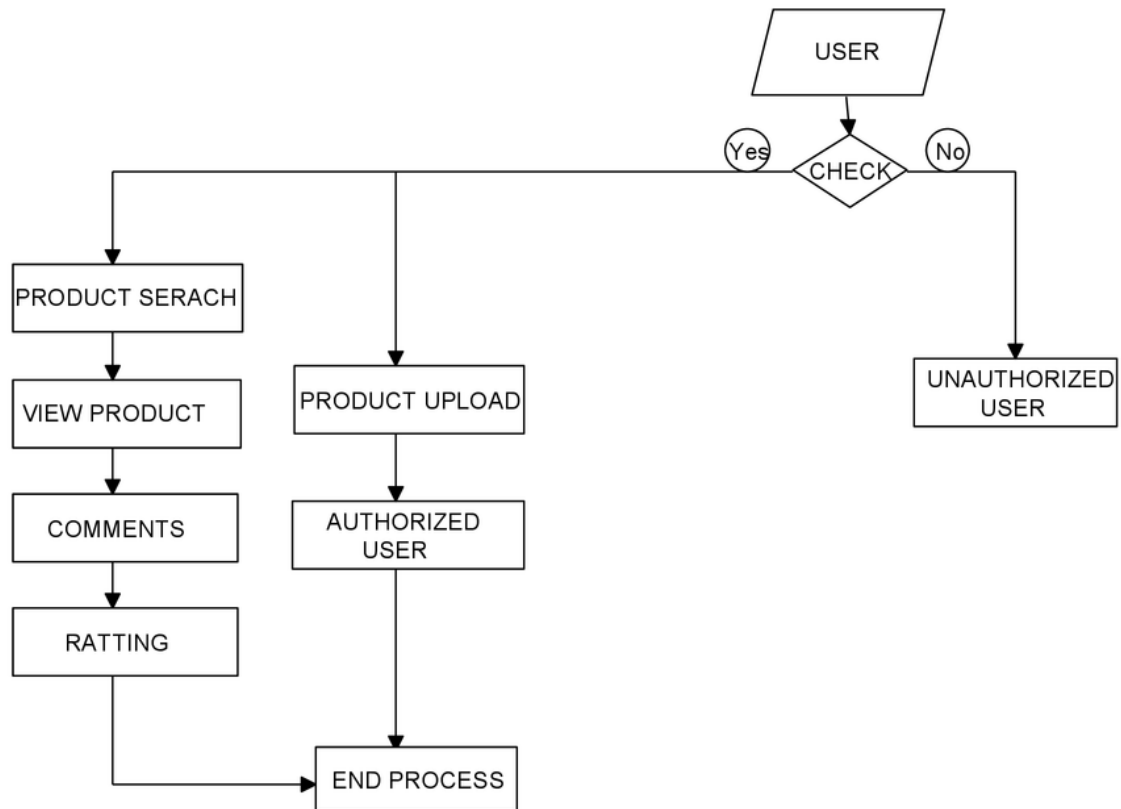 USER
Yes
CHECK
No
PRODUCT SERACH
VIEW PRODUCT
PRODUCT UPLOAD
UNAUTHORIZED
USER
COMMENTS
AUTHORIZED
USER
RATTING
END PROCESS